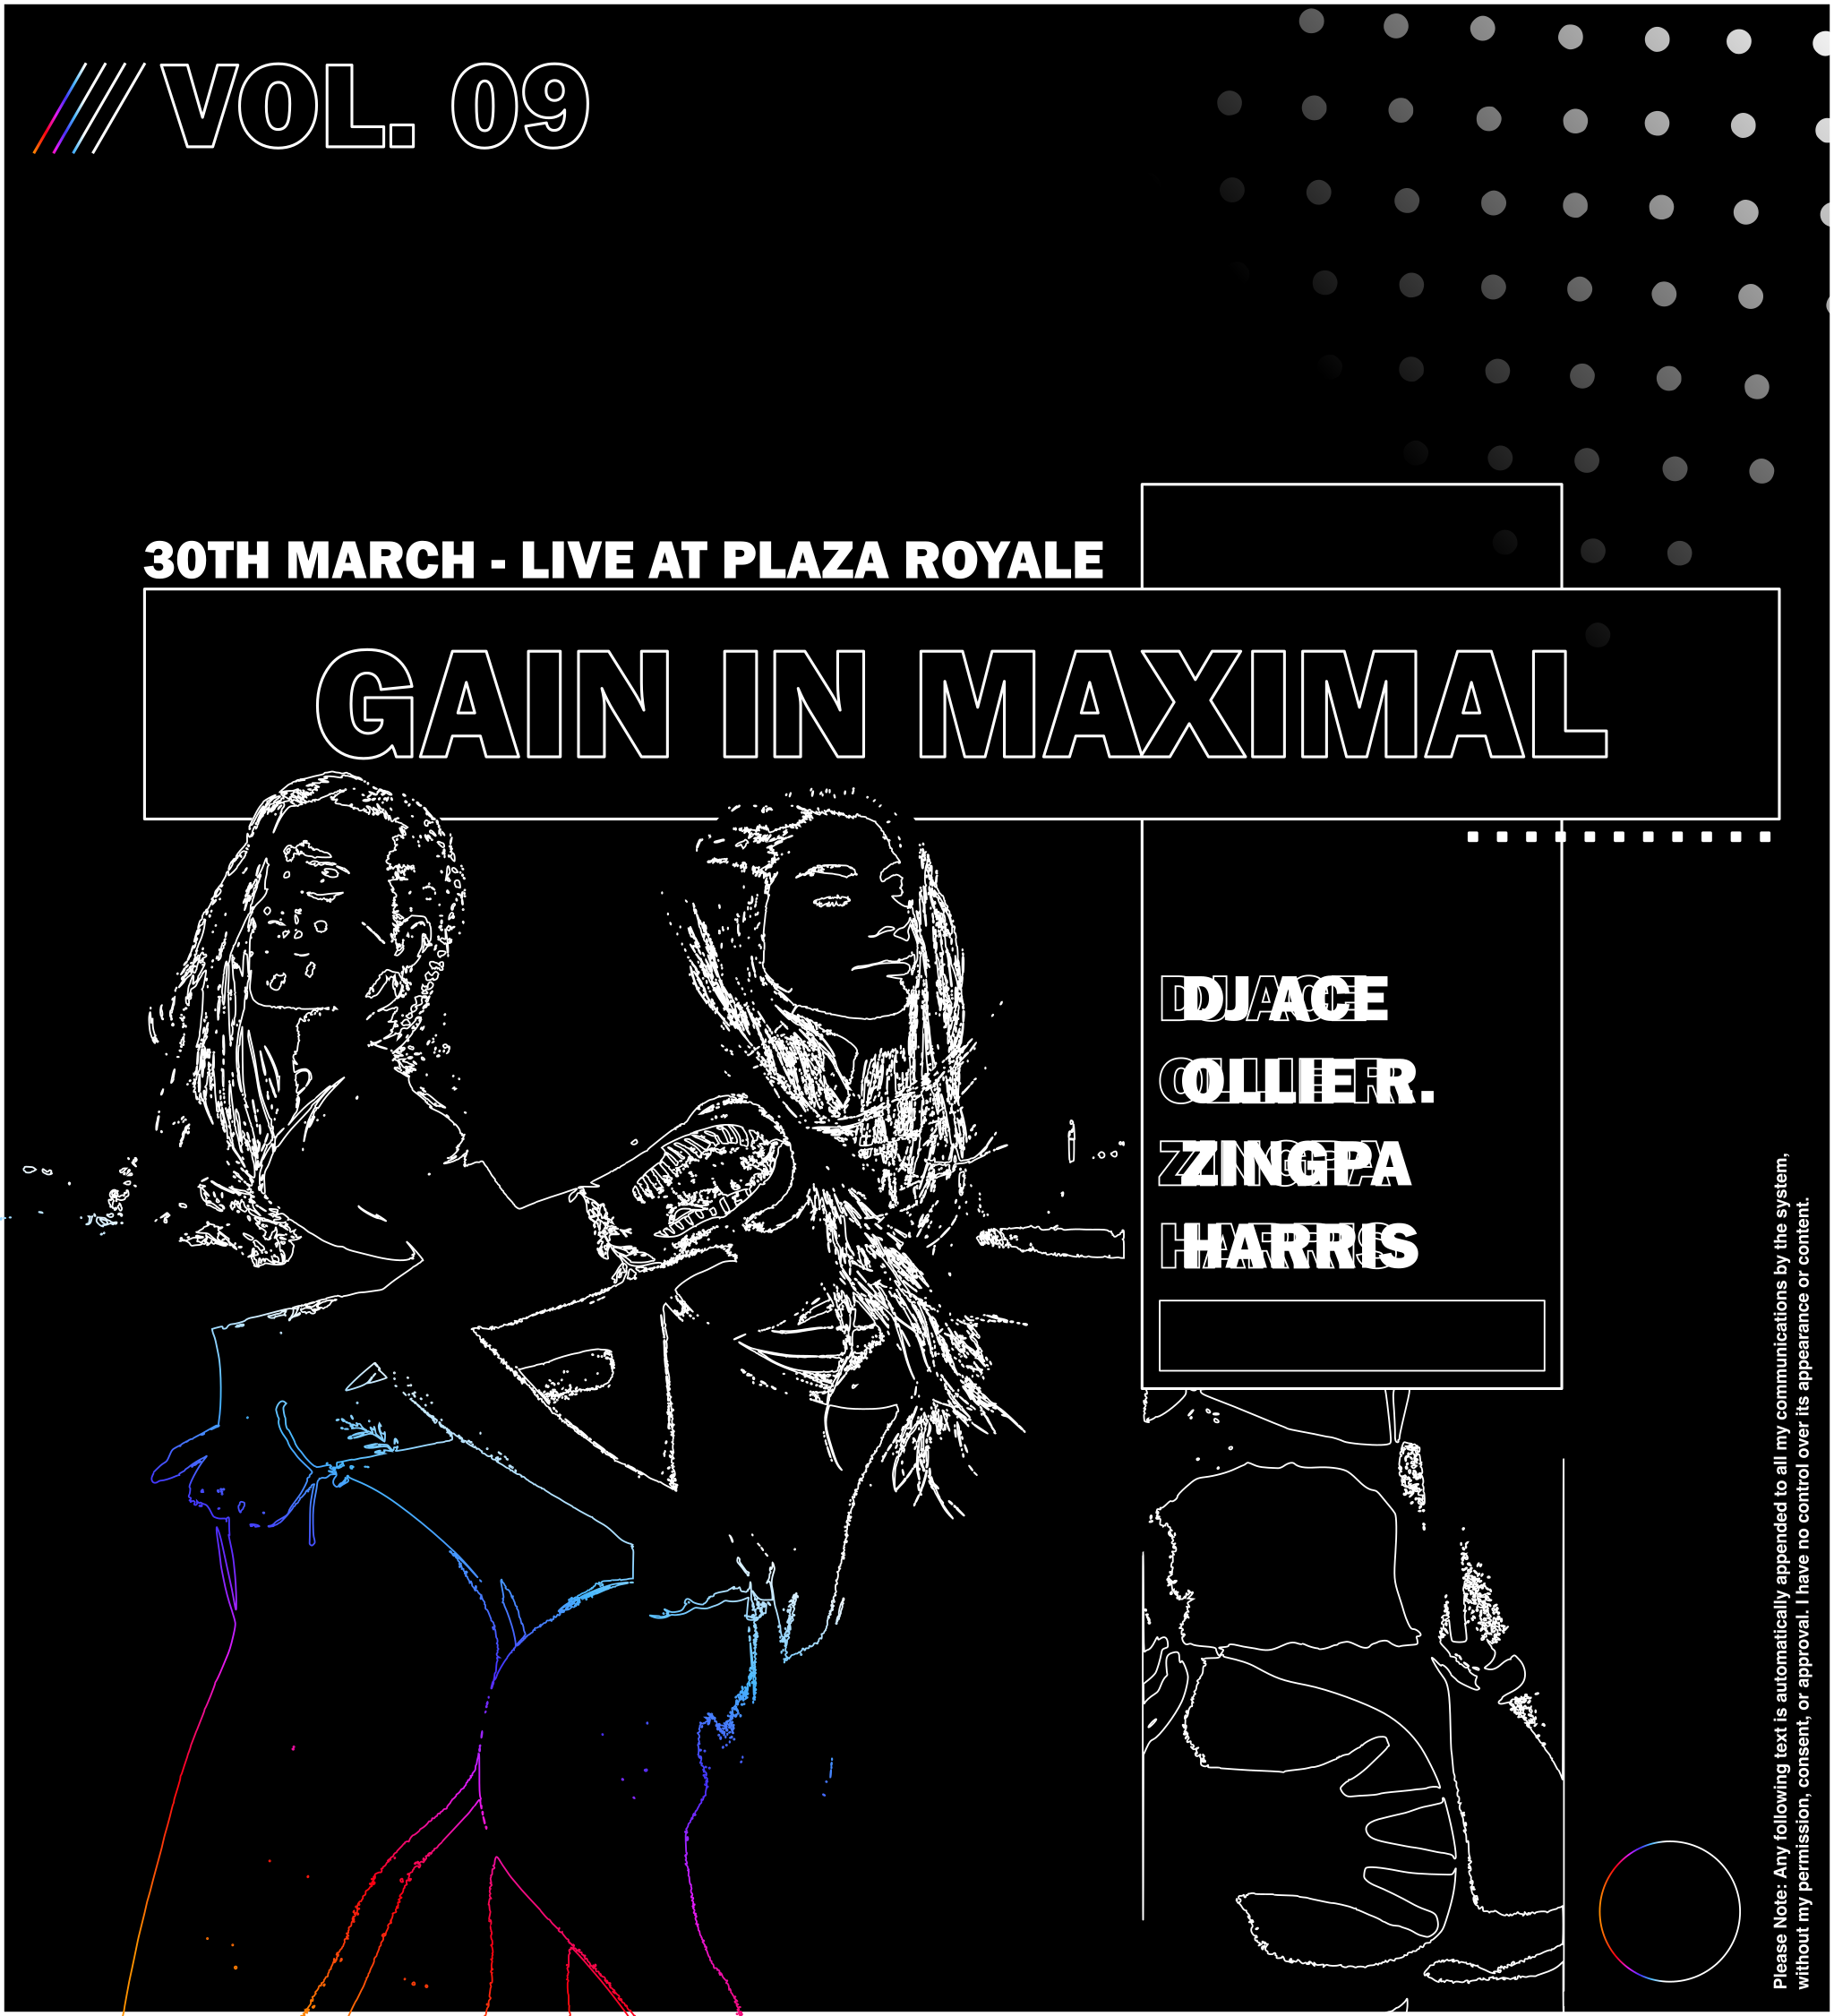 VOL. 09
30TH MARCH - LIVE AT PLAZA ROYALE
GAIN IN MAXIMAL
DJ ACE
OLLIER.
ZINGPA
HARRIS
Please Note: Any following text is automatically appended to all my communications by the system,
without my permission, consent, or approval. I have no control over its appearance or content.